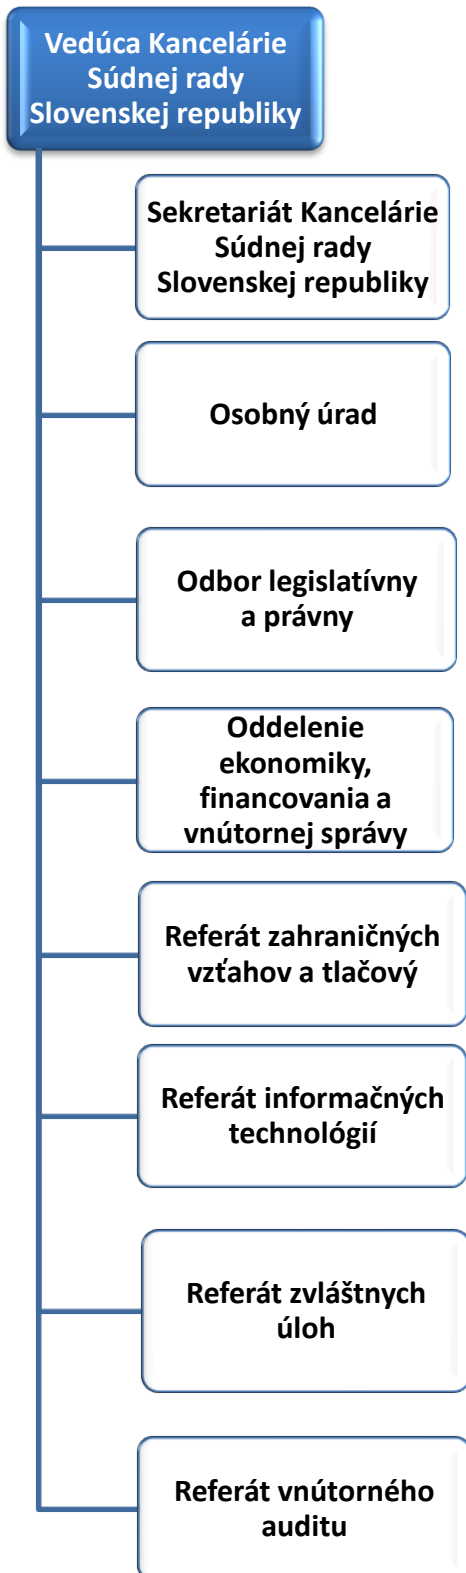 Vedúca Kancelárie
Súdnej rady
Slovenskej republiky
Sekretariát Kancelárie
Súdnej rady
Slovenskej republiky
Osobný úrad
Odbor legislatívny
a právny
Oddelenie
ekonomiky,
financovania a
vnútornej správy
Referát zahraničných
vzťahov a tlačový
Referát informačných
technológií
Referát zvláštnych
úloh
Referát vnútorného
auditu